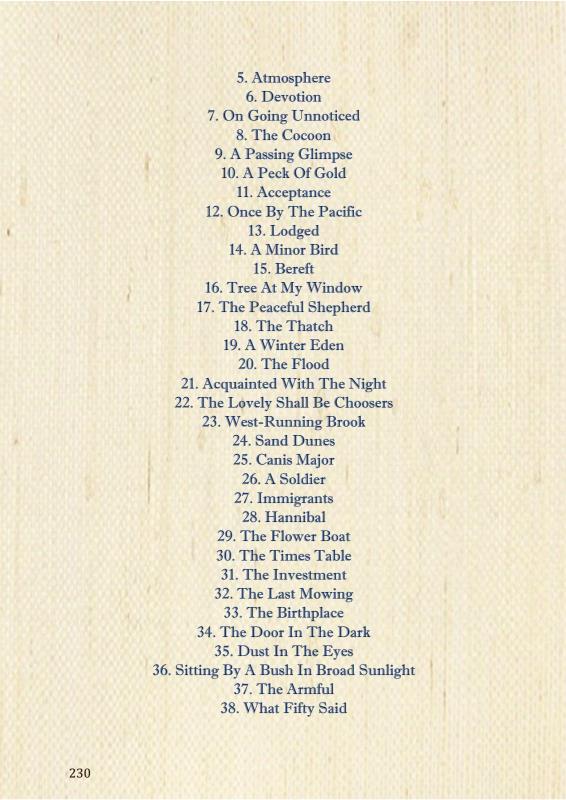 5. Atmosphere
6. Devotion
7. On Going Unnoticed
8. The Cocoon
9. A Passing Glimpse
10. A Peck Of Gold
11. Acceptance
12. Once By The Pacific
13. Lodged
14. A Minor Bird
15. Bereft
16. Tree At My Window
17. The Peaceful Shepherd
18. The Thatch
19. A Winter Eden
20. The Flood
21. Acquainted With The Night
22. The Lovely Shall Be Choosers
23. West-Running Brook
24. Sand Dunes
25. Canis Major
26. A Soldier
27. Immigrants
28. Hannibal
29. The Flower Boat
30. The Times Table
31. The Investment
32. The Last Mowing
33. The Birthplace
34. The Door In The Dark
35. Dust In The Eyes
36. Sitting By A Bush In Broad Sunlight
37. The Armful
38. What Fifty Said
230